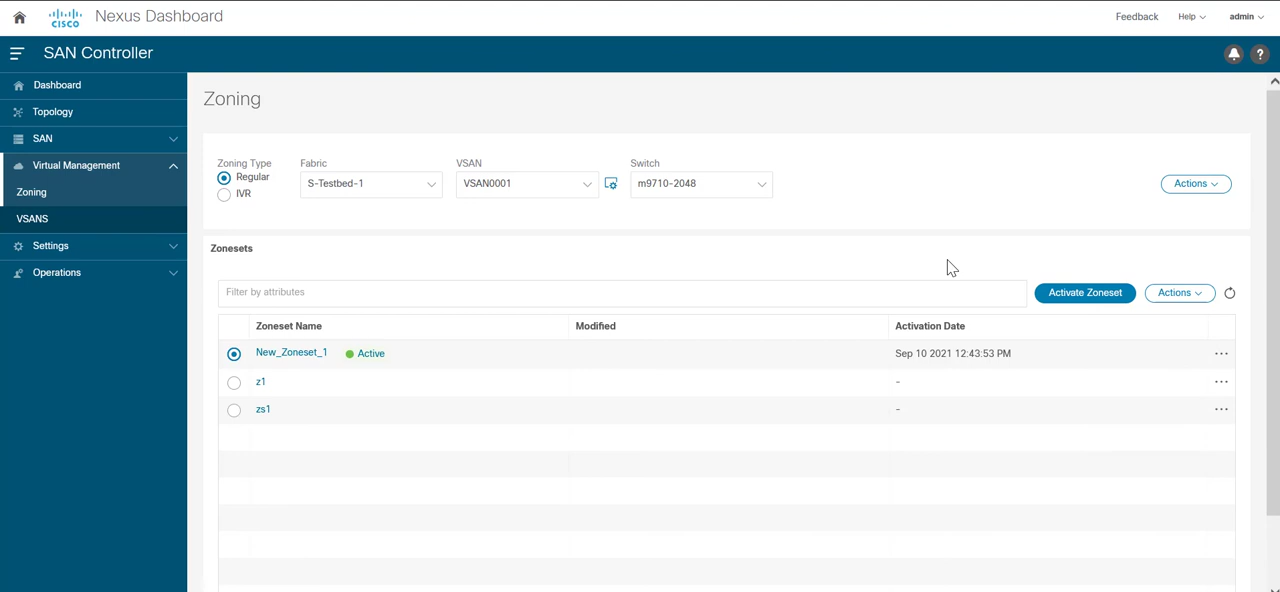 CISCO Nexus Dashboard Feedback Help admin
SAN Controller ?
Dashboard
Topology
SAN
Virtual Management
Zoning
VSANS
Settings
Operations
Zoning
Zoning Type Fabric VSAN Switch
Regular S-Testbed-1 VSAN0001 m9710-2048 Actions
IVR
Zonesets
Filter by attributes Activate Zoneset Actions
Zoneset Name Modified Activation Date
New_Zoneset_1 Active Sep 10 2021 12:43:53 PM ...
z1 - ...
zs1 - ...